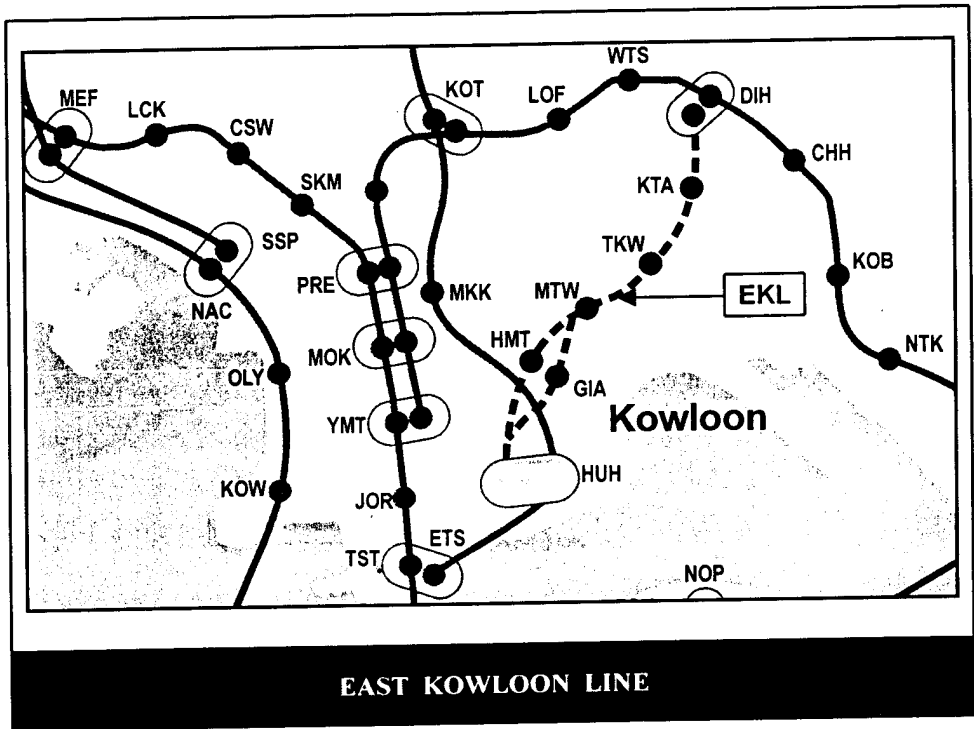 WTS
KOT
LOF
DIH
MEF
LCK
CSW
CHH
SKM
KTA
SSP
TKW
KOB
PRE
MKK
MTW
EKL
NAC
HMT
NTK
MOK
OLY
GIA
YMT
Kowloon
HUH
KOW
JOR
ETS
TST
NOP
EAST KOWLOON LINE